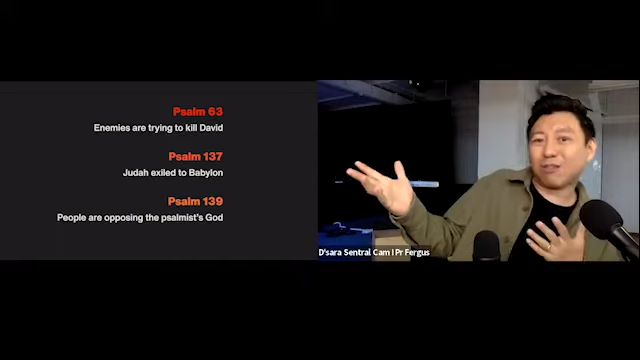 Psalm 63
Enemies are trying to kill David
Psalm 137
Judah exiled to Babylon
Psalm 139
People are opposing the psalmist's God
D'sara Sentral Cam I Pr Fergus